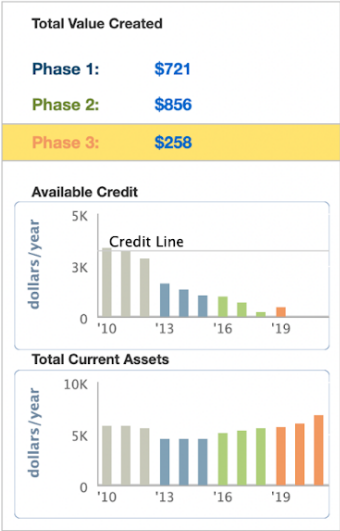 Total Value Created
Phase 1: $721
Phase 2: $856
Phase 3: $258
Available Credit
dollars/year
5K
Credit Line
3K
0
'10 '13 '16 '19
Total Current Assets
dollars/year
10K
5K
0
'10 '13 '16 '19